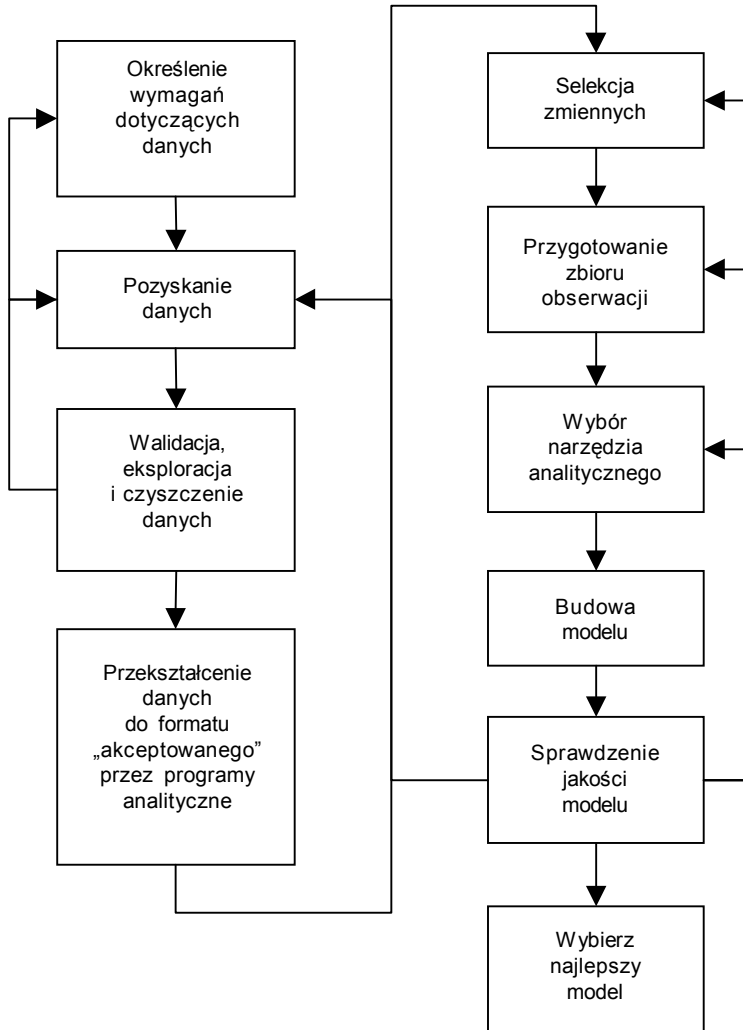 Określenie
wymagań
dotyczących
danych
Pozyskanie
danych
Walidacja,
eksploracja
i czyszczenie
danych
Przekształcenie
danych
do formatu
„akceptowanego”
przez programy
analityczne
Selekcja
zmiennych
Przygotowanie
zbioru
obserwacji
Wybór
narzędzia
analitycznego
Budowa
modelu
Sprawdzenie
jakości
modelu
Wybierz
najlepszy
model